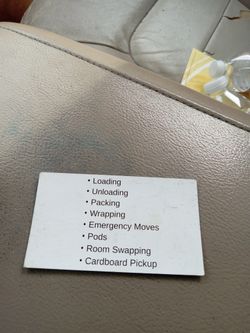 • Loading
• Unloading
• Packing
• Wrapping
• Emergency Moves
• Pods
• Room Swapping
• Cardboard Pickup